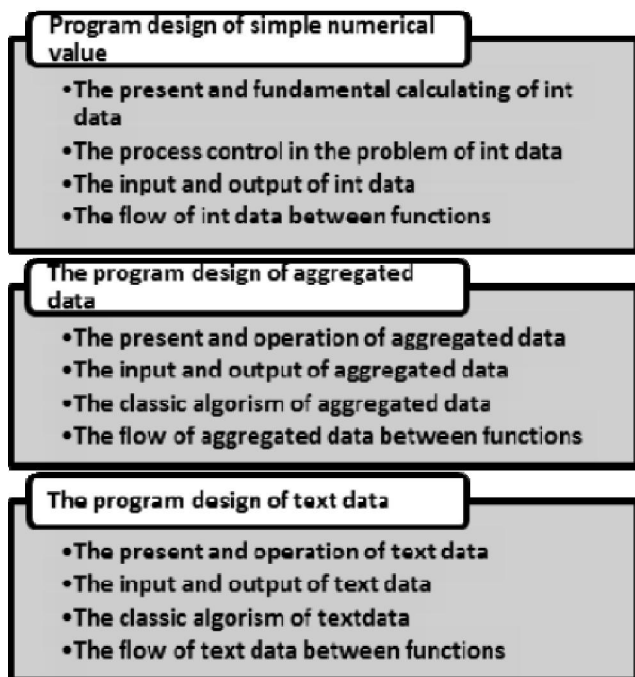 Program design of simple numerical
value
•The present and fundamental calculating of int
data
•The process control in the problem of int data
•The input and output of int data
•The flow of int data between functions
The program design of aggregated
data
•The present and operation of aggregated data
•The input and output of aggregated data
•The classic algorism of aggregated data
•The flow of aggregated data between functions
The program design of text data
•The present and operation of text data
•The input and output of text data
•The classic algorism of textdata
•The flow of text data between functions